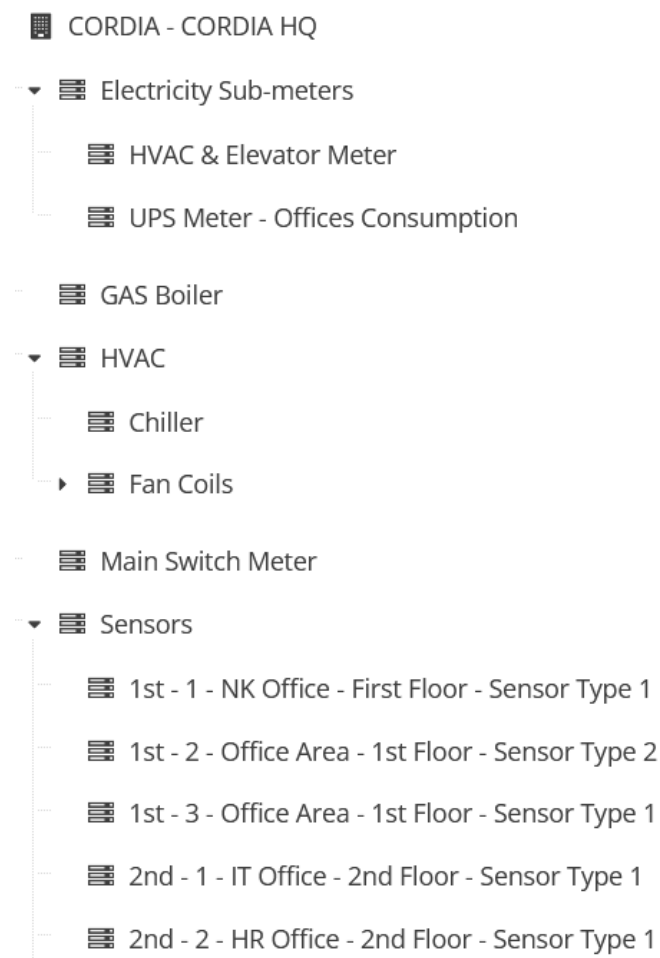 CORDIA - CORDIA HQ
Electricity Sub-meters
HVAC & Elevator Meter
UPS Meter - Offices Consumption
GAS Boiler
HVAC
Chiller
Fan Coils
Main Switch Meter
Sensors
1st - 1 - NK Office - First Floor - Sensor Type 1
1st - 2 - Office Area - 1st Floor - Sensor Type 2
1st - 3 - Office Area - 1st Floor - Sensor Type 1
2nd - 1 - IT Office - 2nd Floor - Sensor Type 1
2nd - 2 - HR Office - 2nd Floor - Sensor Type 1